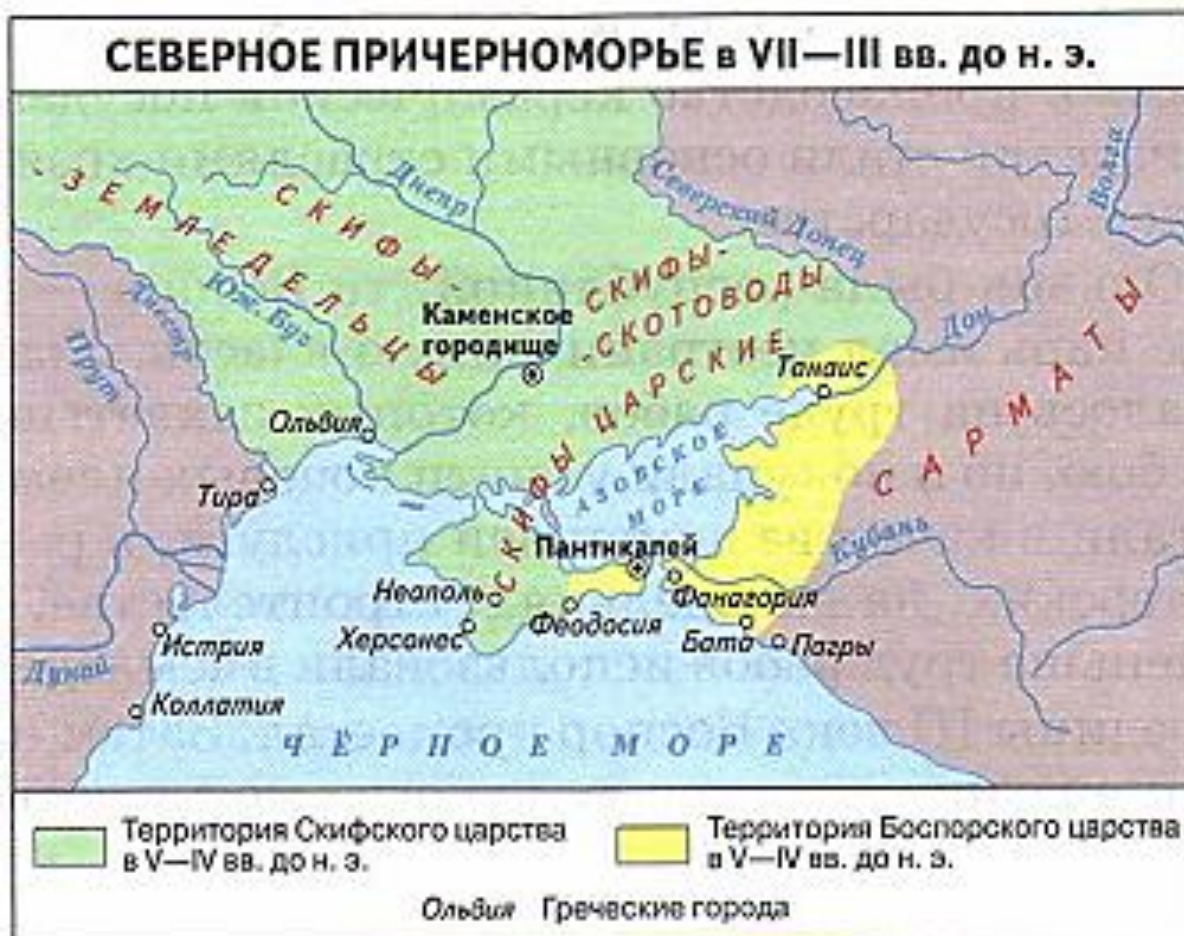 СЕВЕРНОЕ ПРИЧЕРНОМОРЬЕ в VII—III вв. до н. э.
СКИФЫ-
-ЗЕМЛЕДЕЛЬЦЫ
Днепр
Северский Донец
Волга
Юж. Буг
Днестр
Прут
Каменское
городище
СКИФЫ-
-СКОТОВОДЫ
СКИФЫ ЦАРСКИЕ
Дон
Танаис
САРМАТЫ
Ольвия
Тира
АЗОВСКОЕ
МОРЕ
Кубань
Пантикапей
Неаполь
Фанагория
Херсонес
Феодосия
Бата
Пагры
Истрия
Дунай
Коллатия
ЧЁРНОЕ МОРЕ
Территория Скифского царства
в V—IV вв. до н. э.
Территория Боспорского царства
в V—IV вв. до н. э.
Ольвия Греческие города